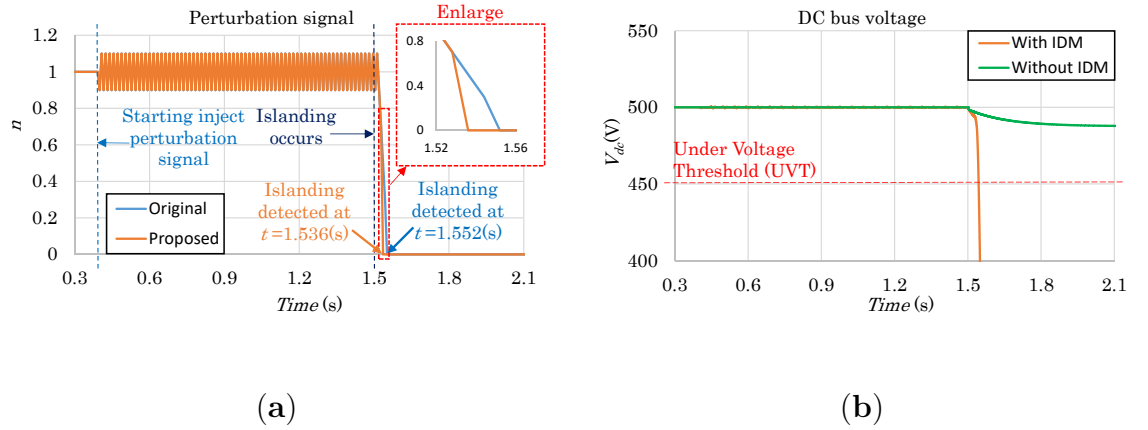 Perturbation signal
Enlarge
1.2
1
0.8
0.6
0.4
0.2
0
n
0.8
0.4
0
1.52
1.56
Starting inject
perturbation
signal
Islanding
occurs
Original
Proposed
Islanding
detected at
t=1.536(s)
Islanding
detected at
t=1.552(s)
0.3
0.6
0.9
1.2
1.5
1.8
2.1
Time (s)
(a)
DC bus voltage
With IDM
Without IDM
550
500
450
400
Vdc(V)
Under Voltage
Threshold (UVT)
0.3
0.6
0.9
1.2
1.5
1.8
2.1
Time (s)
(b)